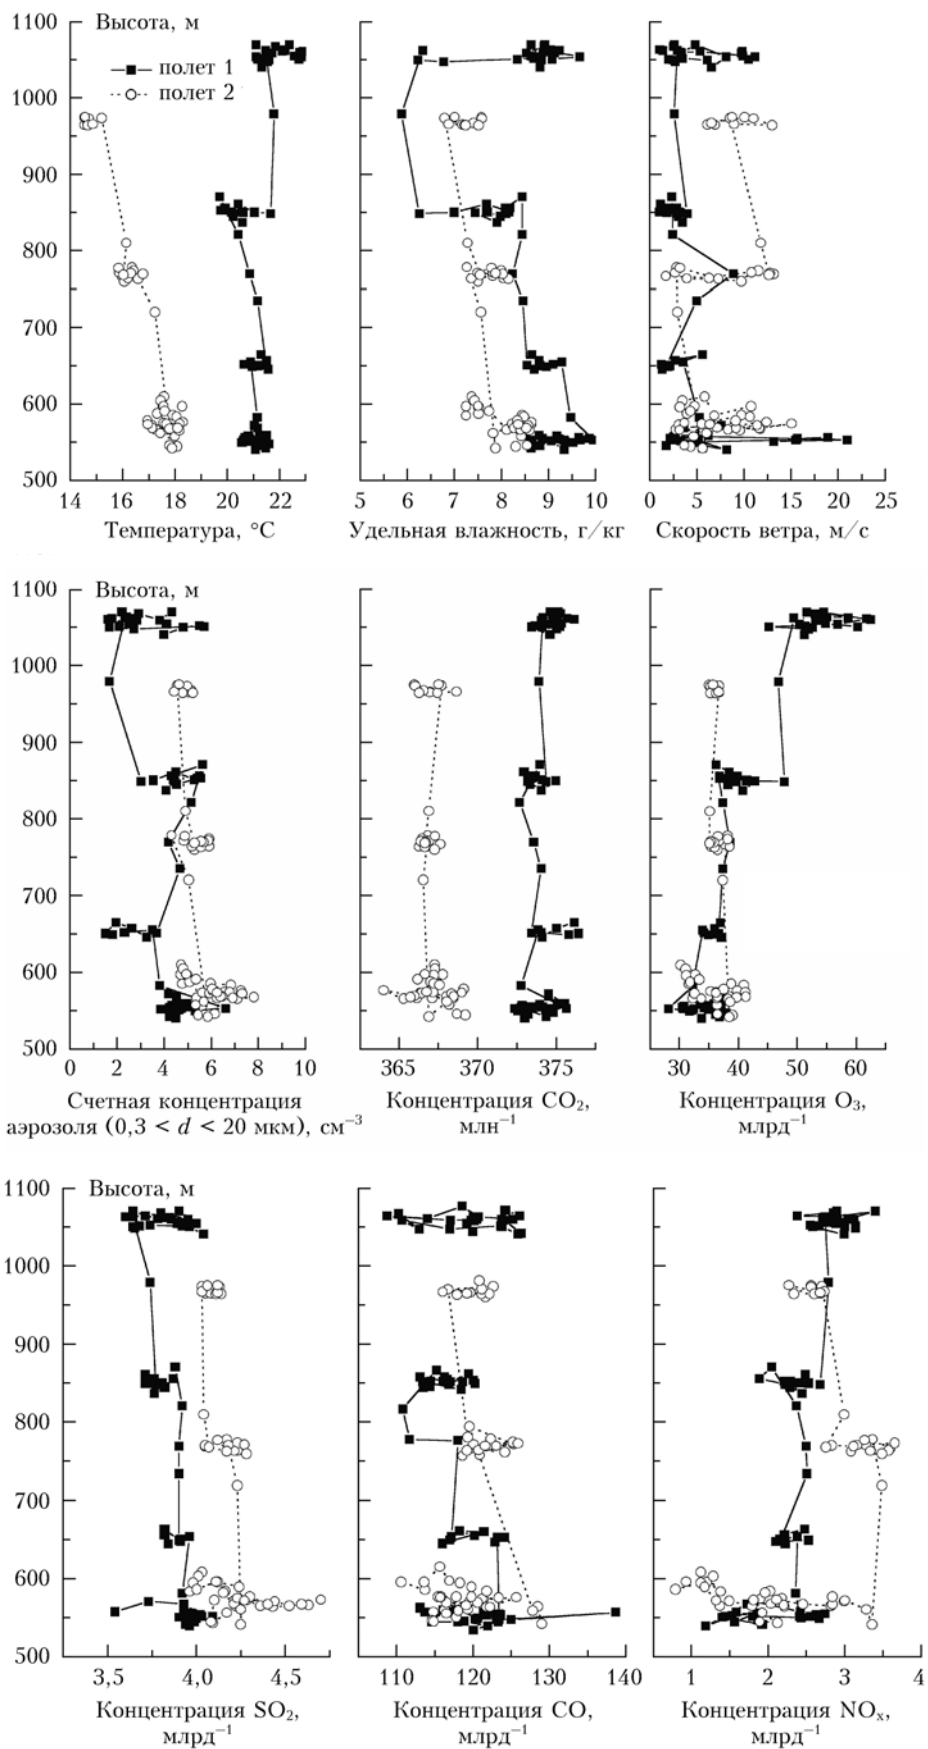 1100
Высота, м
полет 1
полет 2
1000
900
800
700
600
500
14 16 18 20 22
5 6 7 8 9 10
0 5 10 15 20 25
Температура, °C
Удельная влажность, г/кг
Скорость ветра, м/с
1100
Высота, м
1000
900
800
700
600
500
0 2 4 6 8 10
365 370 375
30 40 50 60
Счетная концентрация
аэрозоля (0,3 < d < 20 мкм), см⁻³
Концентрация CO₂,
млн⁻¹
Концентрация O₃,
млрд⁻¹
1100
Высота, м
1000
900
800
700
600
500
3,5 4,0 4,5
110 120 130 140
1 2 3 4
Концентрация SO₂,
млрд⁻¹
Концентрация CO,
млрд⁻¹
Концентрация NOₓ,
млрд⁻¹